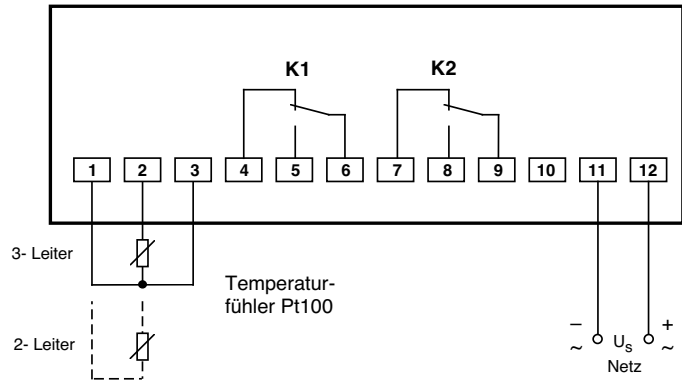 K1 K2
1 2 3 4 5 6 7 8 9 10 11 12
3- Leiter
Temperatur-
fühler Pt100
2- Leiter
– +
~ Us ~
Netz